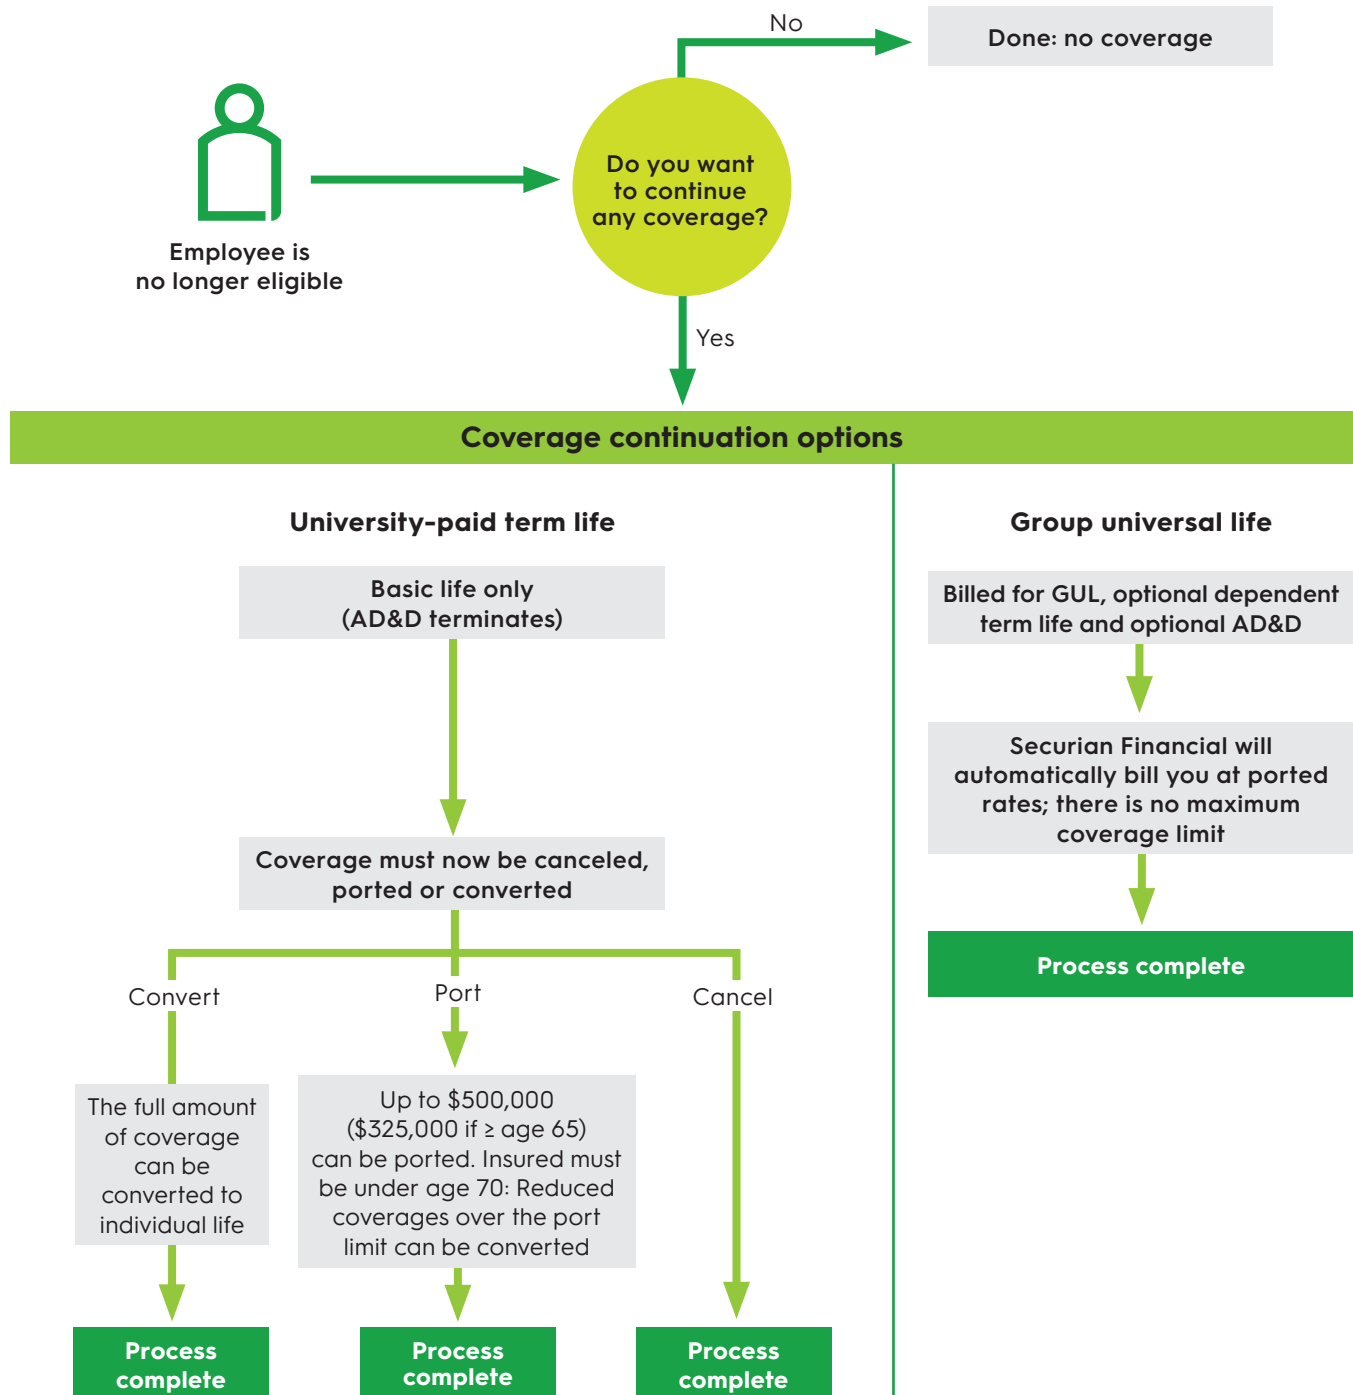 No
Done: no coverage
Do you want
to continue
any coverage?
Employee is
no longer eligible
Yes
Coverage continuation options
University-paid term life
Basic life only
(AD&D terminates)
Coverage must now be canceled,
ported or converted
Convert
Port
Cancel
The full amount
of coverage
can be
converted to
individual life
Up to $500,000
($325,000 if ≥ age 65)
can be ported. Insured must
be under age 70: Reduced
coverages over the port
limit can be converted
Process
complete
Process
complete
Process
complete
Group universal life
Billed for GUL, optional dependent
term life and optional AD&D
Securian Financial will
automatically bill you at ported
rates; there is no maximum
coverage limit
Process complete